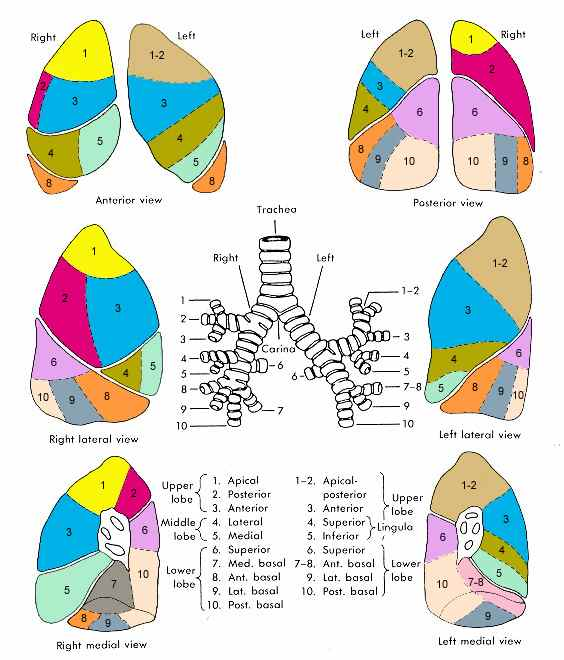 Right
Left
1
1-2
2
3
3
4
5
4
5
8
8
Anterior view
Left
Right
1-2
1
2
3
4
6
6
8
9
10
10
9
8
Posterior view
Trachea
Right
Left
Carina
1
2
3
4
5
6
8
9
7
10
1-2
3
4
5
6
7-8
9
10
1
2
3
6
4
5
10
9
8
Right lateral view
1-2
3
4
5
6
8
9
10
Left lateral view
1
2
3
6
5
7
10
8
9
Right medial view
Upper lobe
1. Apical
2. Posterior
3. Anterior
Middle lobe
4. Lateral
5. Medial
Lower lobe
6. Superior
7. Med. basal
8. Ant. basal
9. Lat. basal
10. Post. basal
1-2. Apical-
posterior
3. Anterior
Upper lobe
4. Superior
5. Inferior
Lingula
6. Superior
7-8. Ant. basal
9. Lat. basal
10. Post. basal
Lower lobe
1-2
3
6
4
5
10
7-8
9
Left medial view